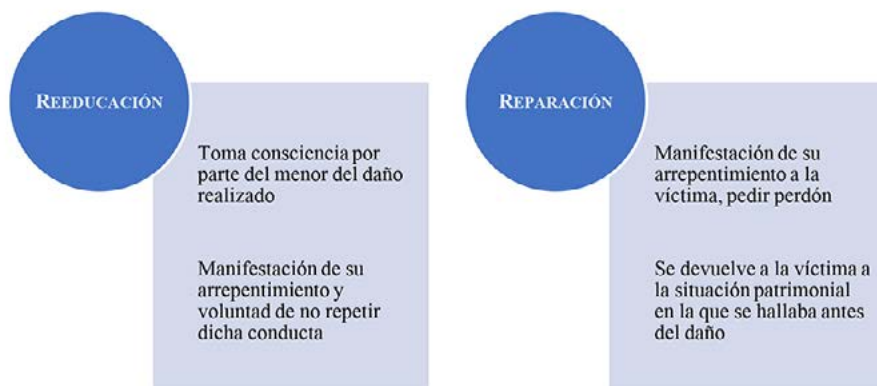 REEDUCACIÓN
Toma consciencia por
parte del menor del daño
realizado
Manifestación de su
arrepentimiento y
voluntad de no repetir
dicha conducta
REPARACIÓN
Manifestación de su
arrepentimiento a la
víctima, pedir perdón
Se devuelve a la víctima a
la situación patrimonial
en la que se hallaba antes
del daño